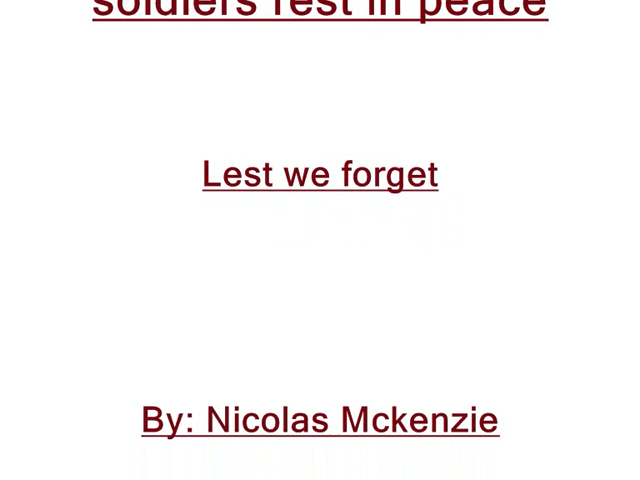 soldiers rest in peace
Lest we forget
By: Nicolas Mckenzie